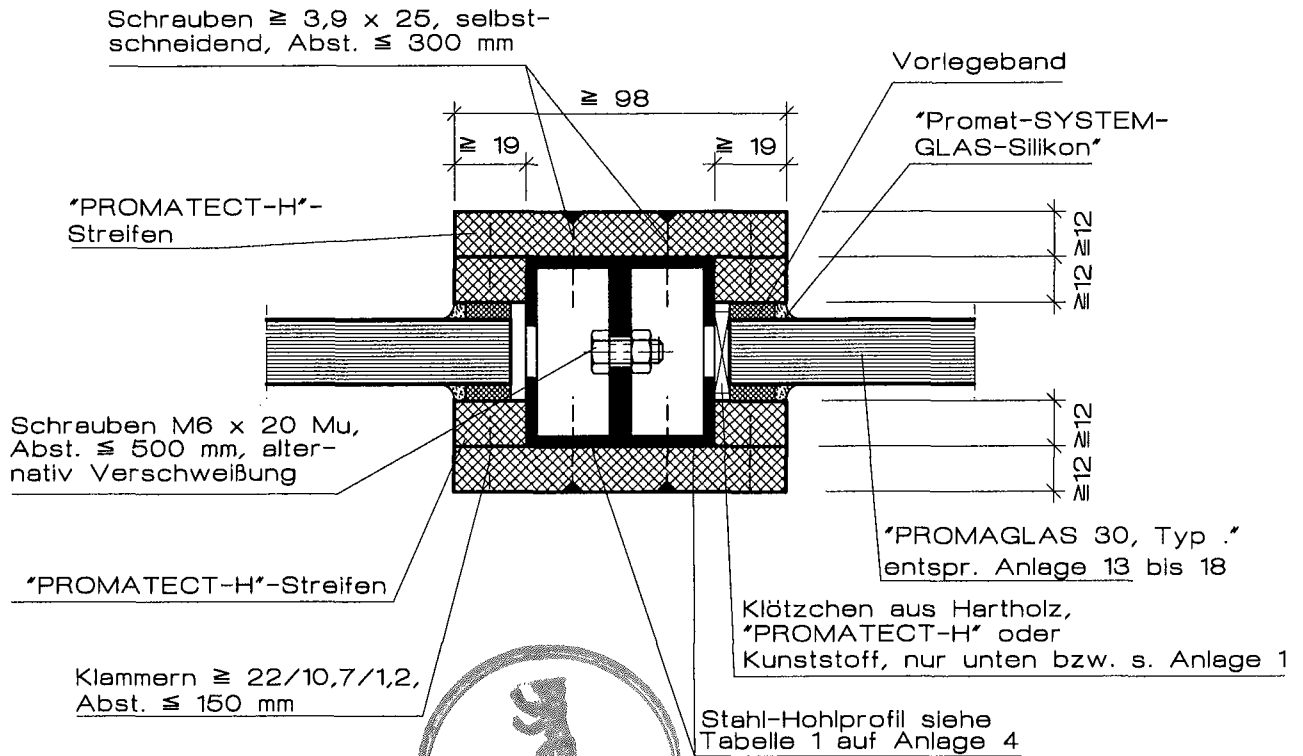 Schrauben ≧ 3,9 x 25, selbst-
schneidend, Abst. ≦ 300 mm
Vorlegeband
≧ 98
"Promat-SYSTEM-
GLAS-Silikon"
≧ 19
≧ 19
"PROMATECT-H"-
Streifen
≧12
≧12
Schrauben M6 x 20 Mu,
Abst. ≦ 500 mm, alter-
nativ Verschweißung
≧12
≧12
"PROMAGLAS 30, Typ ."
entspr. Anlage 13 bis 18
"PROMATECT-H"-Streifen
Klötzchen aus Hartholz,
"PROMATECT-H" oder
Kunststoff, nur unten bzw. s. Anlage 1
Klammern ≧ 22/10,7/1,2,
Abst. ≦ 150 mm
Stahl-Hohlprofil siehe
Tabelle 1 auf Anlage 4